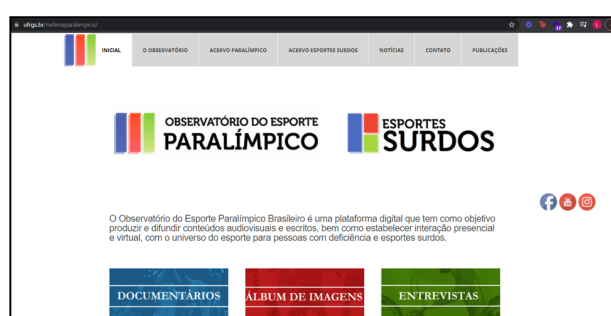 ufrgs.br/nehmeparalimpico/
INICIAL O OBSERVATÓRIO ACERVO PARALÍMPICO ACERVO ESPORTES SURDOS NOTÍCIAS CONTATO PUBLICAÇÕES
OBSERVATÓRIO DO ESPORTE
PARALÍMPICO
ESPORTES
SURDOS
O Observatório do Esporte Paralímpico Brasileiro é uma plataforma digital que tem como objetivo
produzir e difundir conteúdos audiovisuais e escritos, bem como estabelecer interação presencial
e virtual, com o universo do esporte para pessoas com deficiência e esportes surdos.
DOCUMENTÁRIOS ÁLBUM DE IMAGENS ENTREVISTAS